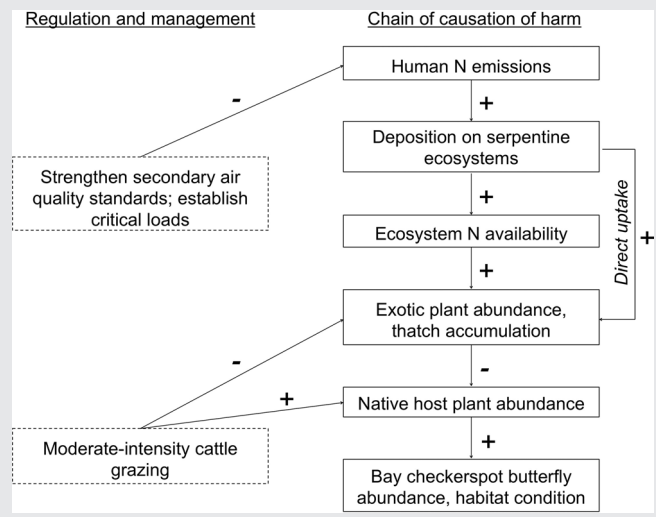 Regulation and management
Chain of causation of harm
Human N emissions
-
+
Deposition on serpentine
ecosystems
Strengthen secondary air
quality standards; establish
critical loads
+
Direct uptake
+
Ecosystem N availability
+
Exotic plant abundance,
thatch accumulation
-
-
+
Native host plant abundance
Moderate-intensity cattle
grazing
+
Bay checkerspot butterfly
abundance, habitat condition